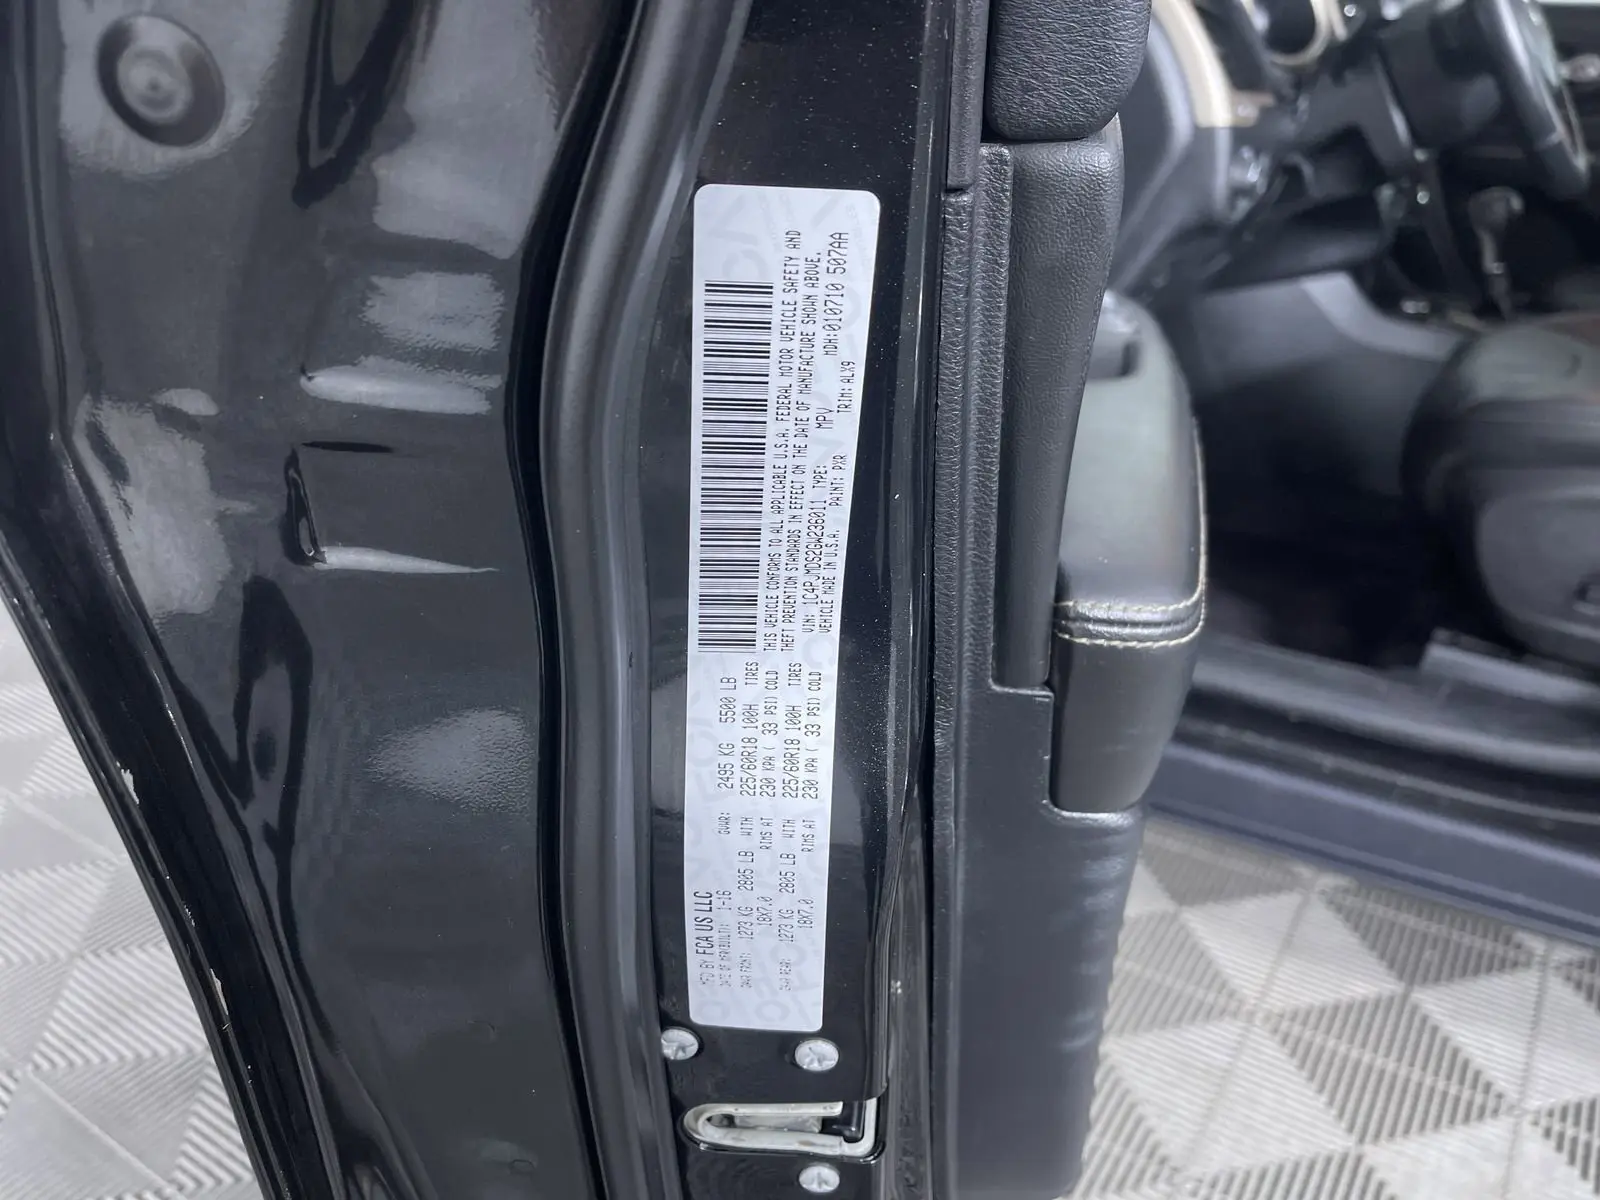 MFD BY FCA US LLC
DATE OF MFR(BUILT): 1-16 GVWR: 2495 KG 5500 LB
GAWR FRONT: 1273 KG 2805 LB WITH 225/60R18 100H TIRES
18X7.0 RIMS AT 230 KPA ( 33 PSI) COLD
GAWR REAR: 1273 KG 2805 LB WITH 225/60R18 100H TIRES
18X7.0 RIMS AT 230 KPA ( 33 PSI) COLD
THIS VEHICLE CONFORMS TO ALL APPLICABLE U.S.A. FEDERAL MOTOR VEHICLE SAFETY AND
THEFT PREVENTION STANDARDS IN EFFECT ON THE DATE OF MANUFACTURE SHOWN ABOVE.
VIN: 1C4PJMDS2GW236011 TYPE: MPV MDH:010710 507AA
VEHICLE MADE IN U.S.A. PAINT: PXR TRIM:ALX9